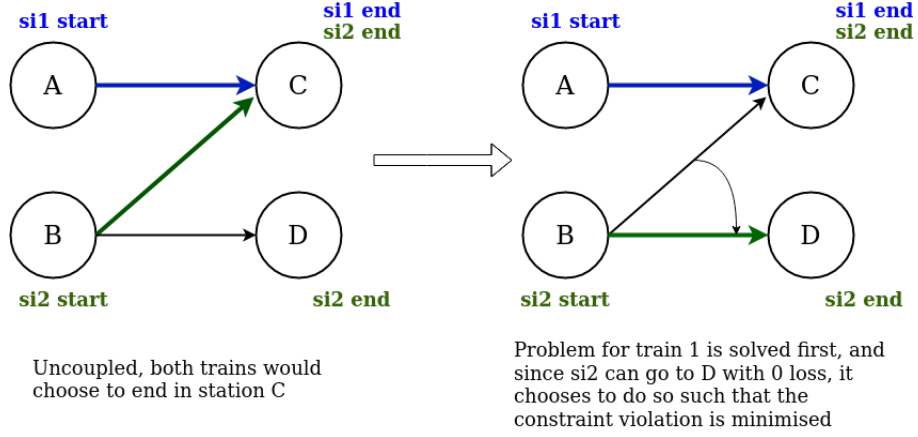 si1 start
si1 end
si2 end
A
C
B
D
si2 start
si2 end
Uncoupled, both trains would
choose to end in station C
si1 start
si1 end
si2 end
A
C
B
D
si2 start
si2 end
Problem for train 1 is solved first, and
since si2 can go to D with 0 loss, it
chooses to do so such that the
constraint violation is minimised